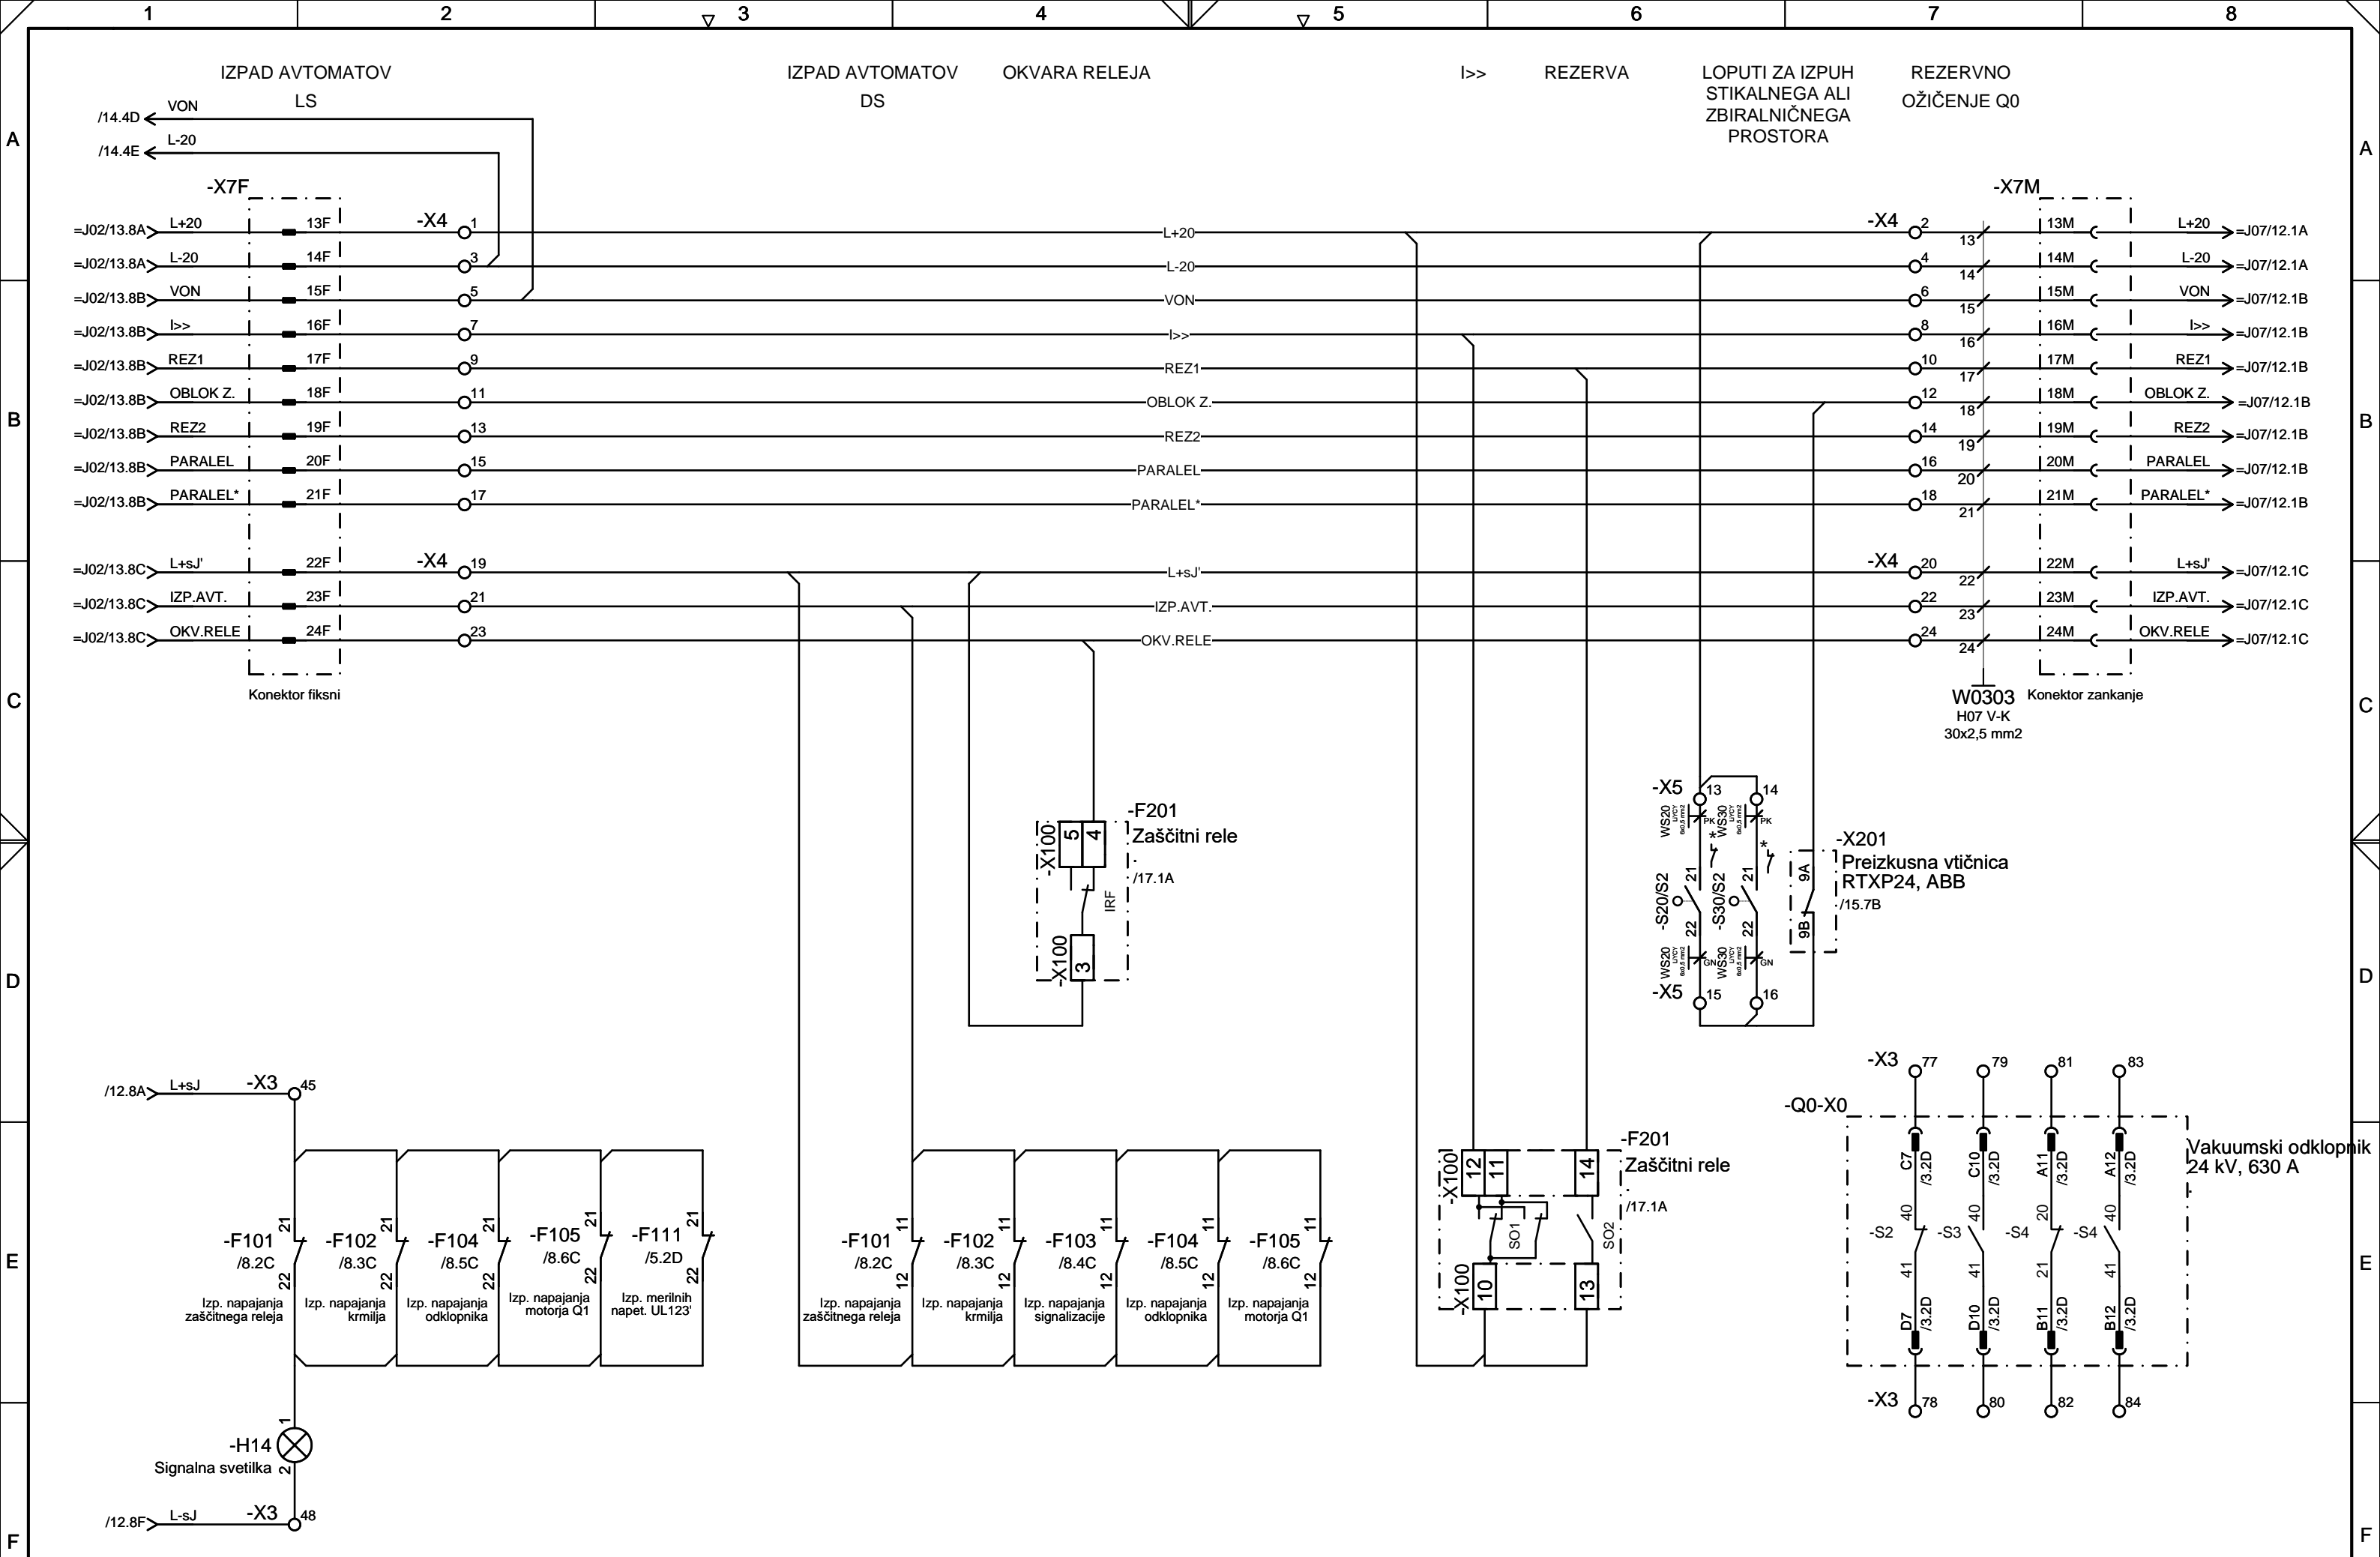 1 2 3 4 5 6 7 8
IZPAD AVTOMATOV
LS
IZPAD AVTOMATOV
DS
OKVARA RELEJA
I>>
REZERVA
LOPUTI ZA IZPUH
STIKALNEGA ALI
ZBIRALNIČNEGA
PROSTORA
REZERVNO
OŽIČENJE Q0
/14.4D VON
/14.4E L-20
A A
-X7F
-X7M
=J02/13.8A L+20 13F -X4 1 L+20 -X4 2 13 13M L+20 =J07/12.1A
=J02/13.8A L-20 14F 3 L-20 4 14 14M L-20 =J07/12.1A
=J02/13.8B VON 15F 5 VON 6 15 15M VON =J07/12.1B
=J02/13.8B I>> 16F 7 I>> 8 16 16M I>> =J07/12.1B
=J02/13.8B REZ1 17F 9 REZ1 10 17 17M REZ1 =J07/12.1B
=J02/13.8B OBLOK Z. 18F 11 OBLOK Z. 12 18 18M OBLOK Z. =J07/12.1B
B B
=J02/13.8B REZ2 19F 13 REZ2 14 19 19M REZ2 =J07/12.1B
=J02/13.8B PARALEL 20F 15 PARALEL 16 20 20M PARALEL =J07/12.1B
=J02/13.8B PARALEL* 21F 17 PARALEL* 18 21 21M PARALEL* =J07/12.1B
=J02/13.8C L+sJ' 22F -X4 19 L+sJ' -X4 20 22 22M L+sJ' =J07/12.1C
=J02/13.8C IZP.AVT. 23F 21 IZP.AVT. 22 23 23M IZP.AVT. =J07/12.1C
=J02/13.8C OKV.RELE 24F 23 OKV.RELE 24 24 24M OKV.RELE =J07/12.1C
Konektor fiksni
W0303
H07 V-K
30x2,5 mm2
Konektor zankanje
C C
-X100 5 4
-F201
Zaščitni rele
-
/17.1A
IRF
-X100 3
-X5 13 14
WS20 LiYCY 6x0,5 mm2 PK
WS30 LiYCY 6x0,5 mm2 PK
* *
-S20/S2 21 22
-S30/S2 21 22
WS20 LiYCY 6x0,5 mm2 GN
WS30 LiYCY 6x0,5 mm2 GN
-X5 15 16
-X201
Preizkusna vtičnica
RTXP24, ABB
/15.7B
9A
9B
D D
/12.8A L+sJ -X3 45
-F101 /8.2C 21 22
Izp. napajanja
zaščitnega releja
-F102 /8.3C 21 22
Izp. napajanja
krmilja
-F104 /8.5C 21 22
Izp. napajanja
odklopnika
-F105 /8.6C 21 22
Izp. napajanja
motorja Q1
-F111 /5.2D 21 22
Izp. merilnih
napet. UL123'
-F101 /8.2C 11 12
Izp. napajanja
zaščitnega releja
-F102 /8.3C 11 12
Izp. napajanja
krmilja
-F103 /8.4C 11 12
Izp. napajanja
signalizacije
-F104 /8.5C 11 12
Izp. napajanja
odklopnika
-F105 /8.6C 11 12
Izp. napajanja
motorja Q1
-X100 12 11 14
-F201
Zaščitni rele
-
/17.1A
SO1
SO2
-X100 10 13
-X3 77 79 81 83
-Q0-X0
Vakuumski odklopnik
24 kV, 630 A
-
C7 /3.2D
C10 /3.2D
A11 /3.2D
A12 /3.2D
-S2 40 41
-S3 40 41
-S4 20 21
-S4 40 41
D7 /3.2D
D10 /3.2D
B11 /3.2D
B12 /3.2D
-X3 78 80 82 84
E E
-H14 1 2
Signalna svetilka
/12.8F L-sJ -X3 48
F F